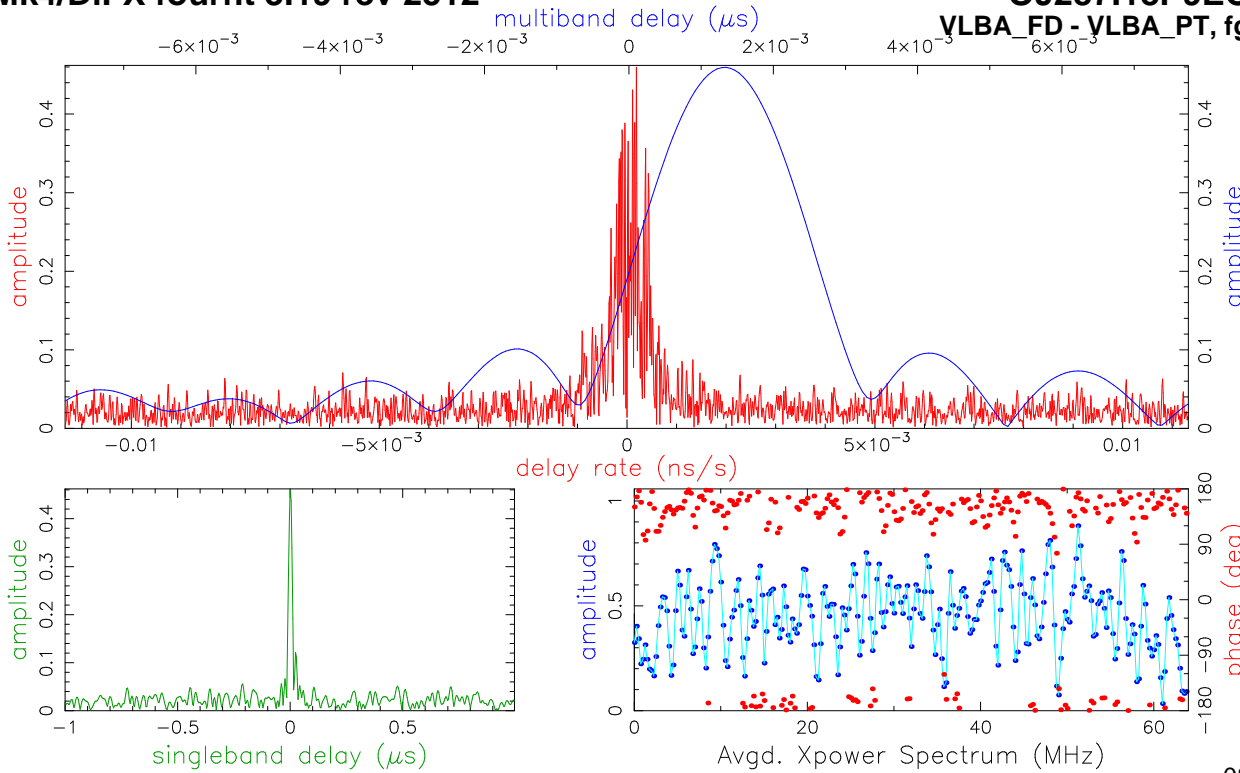 multiband delay (μs)
VLBA_FD - VLBA_PT, fg
−6×10⁻³ −4×10⁻³ −2×10⁻³ 0 2×10⁻³ 4×10⁻³ 6×10⁻³
amplitude
0 0.1 0.2 0.3 0.4
amplitude
0 0.1 0.2 0.3 0.4
−0.01 −5×10⁻³ 0 5×10⁻³ 0.01
delay rate (ns/s)
amplitude
0 0.1 0.2 0.3 0.4
−1 −0.5 0 0.5
singleband delay (μs)
amplitude
0 0.5 1
phase (deg)
−180 −90 0 90 180
0 20 40 60
Avgd. Xpower Spectrum (MHz)